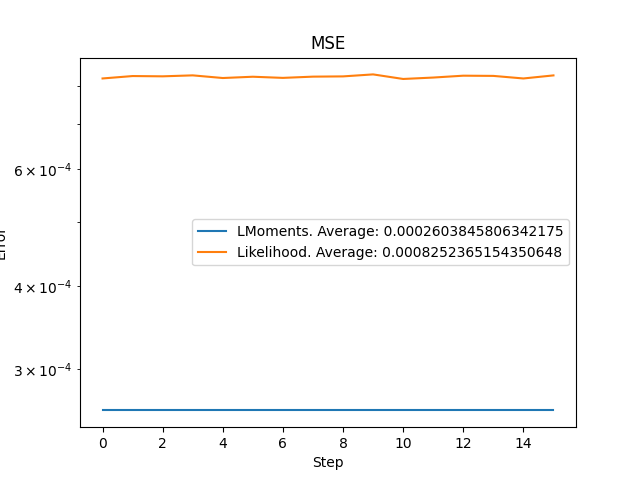 MSE
Error
6 × 10⁻⁴
4 × 10⁻⁴
3 × 10⁻⁴
LMoments. Average: 0.0002603845806342175
Likelihood. Average: 0.0008252365154350648
0 2 4 6 8 10 12 14
Step